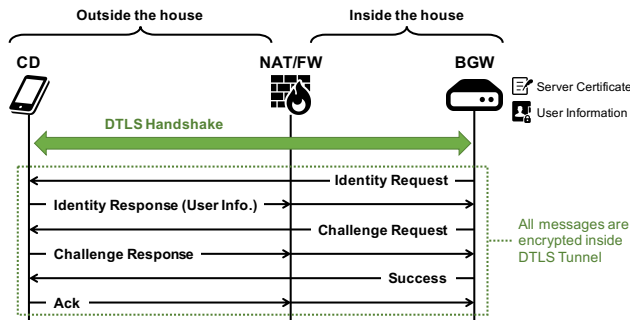 Outside the house
Inside the house
CD
NAT/FW
BGW
Server Certificate
User Information
DTLS Handshake
Identity Request
Identity Response (User Info.)
Challenge Request
Challenge Response
Success
Ack
All messages are
encrypted inside
DTLS Tunnel